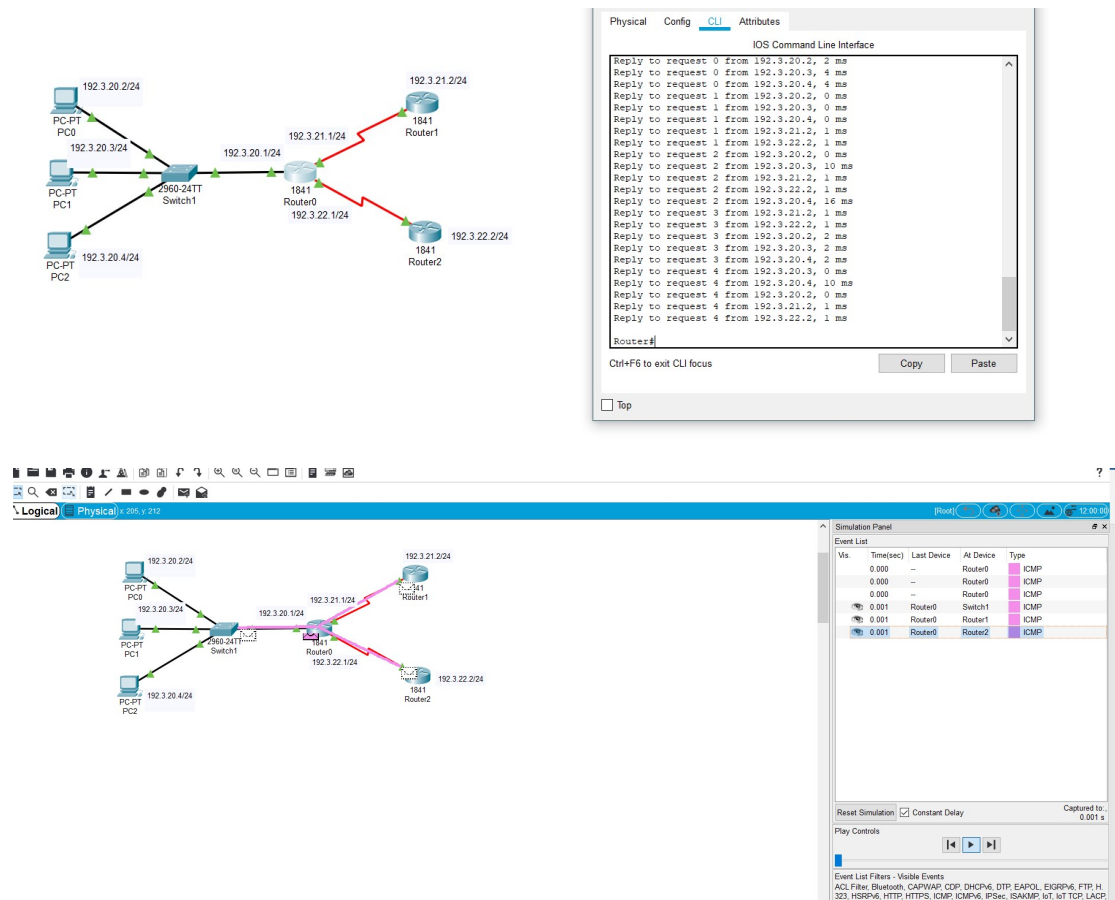 192.3.20.2/24
PC-PT
PC0
192.3.20.3/24
PC-PT
PC1
192.3.20.4/24
PC-PT
PC2
2960-24TT
Switch1
192.3.20.1/24
192.3.21.1/24
1841
Router0
192.3.22.1/24
192.3.21.2/24
1841
Router1
192.3.22.2/24
1841
Router2
Physical Config CLI Attributes
IOS Command Line Interface
Reply to request 0 from 192.3.20.2, 2 ms
Reply to request 0 from 192.3.20.3, 4 ms
Reply to request 0 from 192.3.20.4, 4 ms
Reply to request 1 from 192.3.20.2, 0 ms
Reply to request 1 from 192.3.20.3, 0 ms
Reply to request 1 from 192.3.20.4, 0 ms
Reply to request 1 from 192.3.21.2, 1 ms
Reply to request 1 from 192.3.22.2, 1 ms
Reply to request 2 from 192.3.20.2, 0 ms
Reply to request 2 from 192.3.20.3, 10 ms
Reply to request 2 from 192.3.21.2, 1 ms
Reply to request 2 from 192.3.22.2, 1 ms
Reply to request 2 from 192.3.20.4, 16 ms
Reply to request 3 from 192.3.21.2, 1 ms
Reply to request 3 from 192.3.22.2, 1 ms
Reply to request 3 from 192.3.20.2, 2 ms
Reply to request 3 from 192.3.20.3, 2 ms
Reply to request 3 from 192.3.20.4, 2 ms
Reply to request 4 from 192.3.20.3, 0 ms
Reply to request 4 from 192.3.20.4, 10 ms
Reply to request 4 from 192.3.20.2, 0 ms
Reply to request 4 from 192.3.21.2, 1 ms
Reply to request 4 from 192.3.22.2, 1 ms
Router#
Ctrl+F6 to exit CLI focus
Copy Paste
Top
?
Logical Physical x: 205, y: 212
[Root] 12:00:00
192.3.20.2/24
PC-PT
PC0
192.3.20.3/24
PC-PT
PC1
192.3.20.4/24
PC-PT
PC2
2960-24TT
Switch1
192.3.20.1/24
192.3.21.1/24
1841
Router0
192.3.22.1/24
192.3.21.2/24
Router1
192.3.22.2/24
1841
Router2
Simulation Panel
Event List
Vis. Time(sec) Last Device At Device Type
0.000 -- Router0 ICMP
0.000 -- Router0 ICMP
0.000 -- Router0 ICMP
0.001 Router0 Switch1 ICMP
0.001 Router0 Router1 ICMP
0.001 Router0 Router2 ICMP
Reset Simulation Constant Delay
Captured to:
0.001 s
Play Controls
Event List Filters - Visible Events
ACL Filter, Bluetooth, CAPWAP, CDP, DHCPv6, DTP, EAPOL, EIGRPv6, FTP, H.
323, HSRPv6, HTTP, HTTPS, ICMP, ICMPv6, IPSec, ISAKMP, IoT, IoT TCP, LACP,